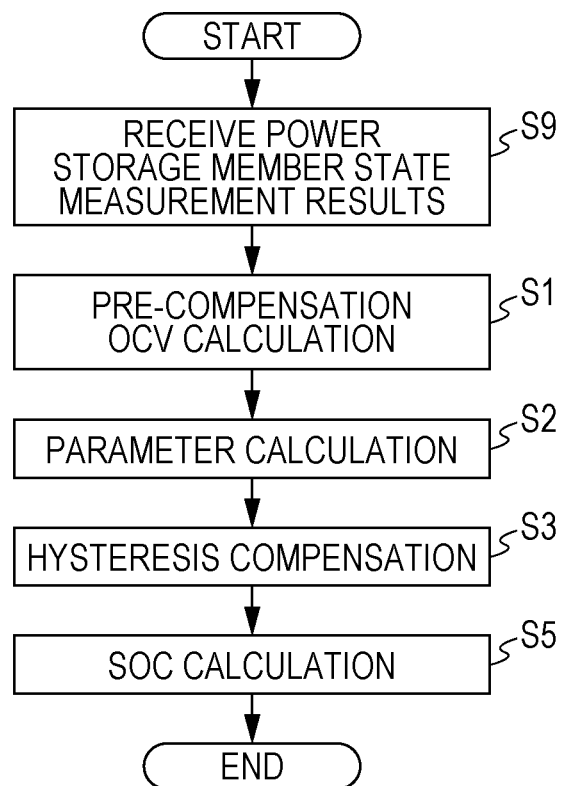 START
RECEIVE POWER
STORAGE MEMBER STATE
MEASUREMENT RESULTS
S9
PRE-COMPENSATION
OCV CALCULATION
S1
PARAMETER CALCULATION
S2
HYSTERESIS COMPENSATION
S3
SOC CALCULATION
S5
END